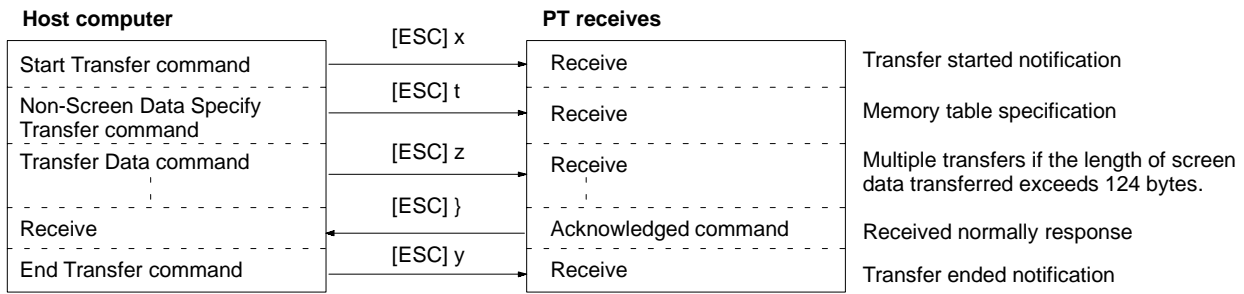 Host computer PT receives
[ESC] x
Start Transfer command Receive Transfer started notification
[ESC] t
Non-Screen Data Specify
Transfer command Receive Memory table specification
[ESC] z
Transfer Data command Receive Multiple transfers if the length of screen
data transferred exceeds 124 bytes.
[ESC] }
Receive Acknowledged command Received normally response
[ESC] y
End Transfer command Receive Transfer ended notification